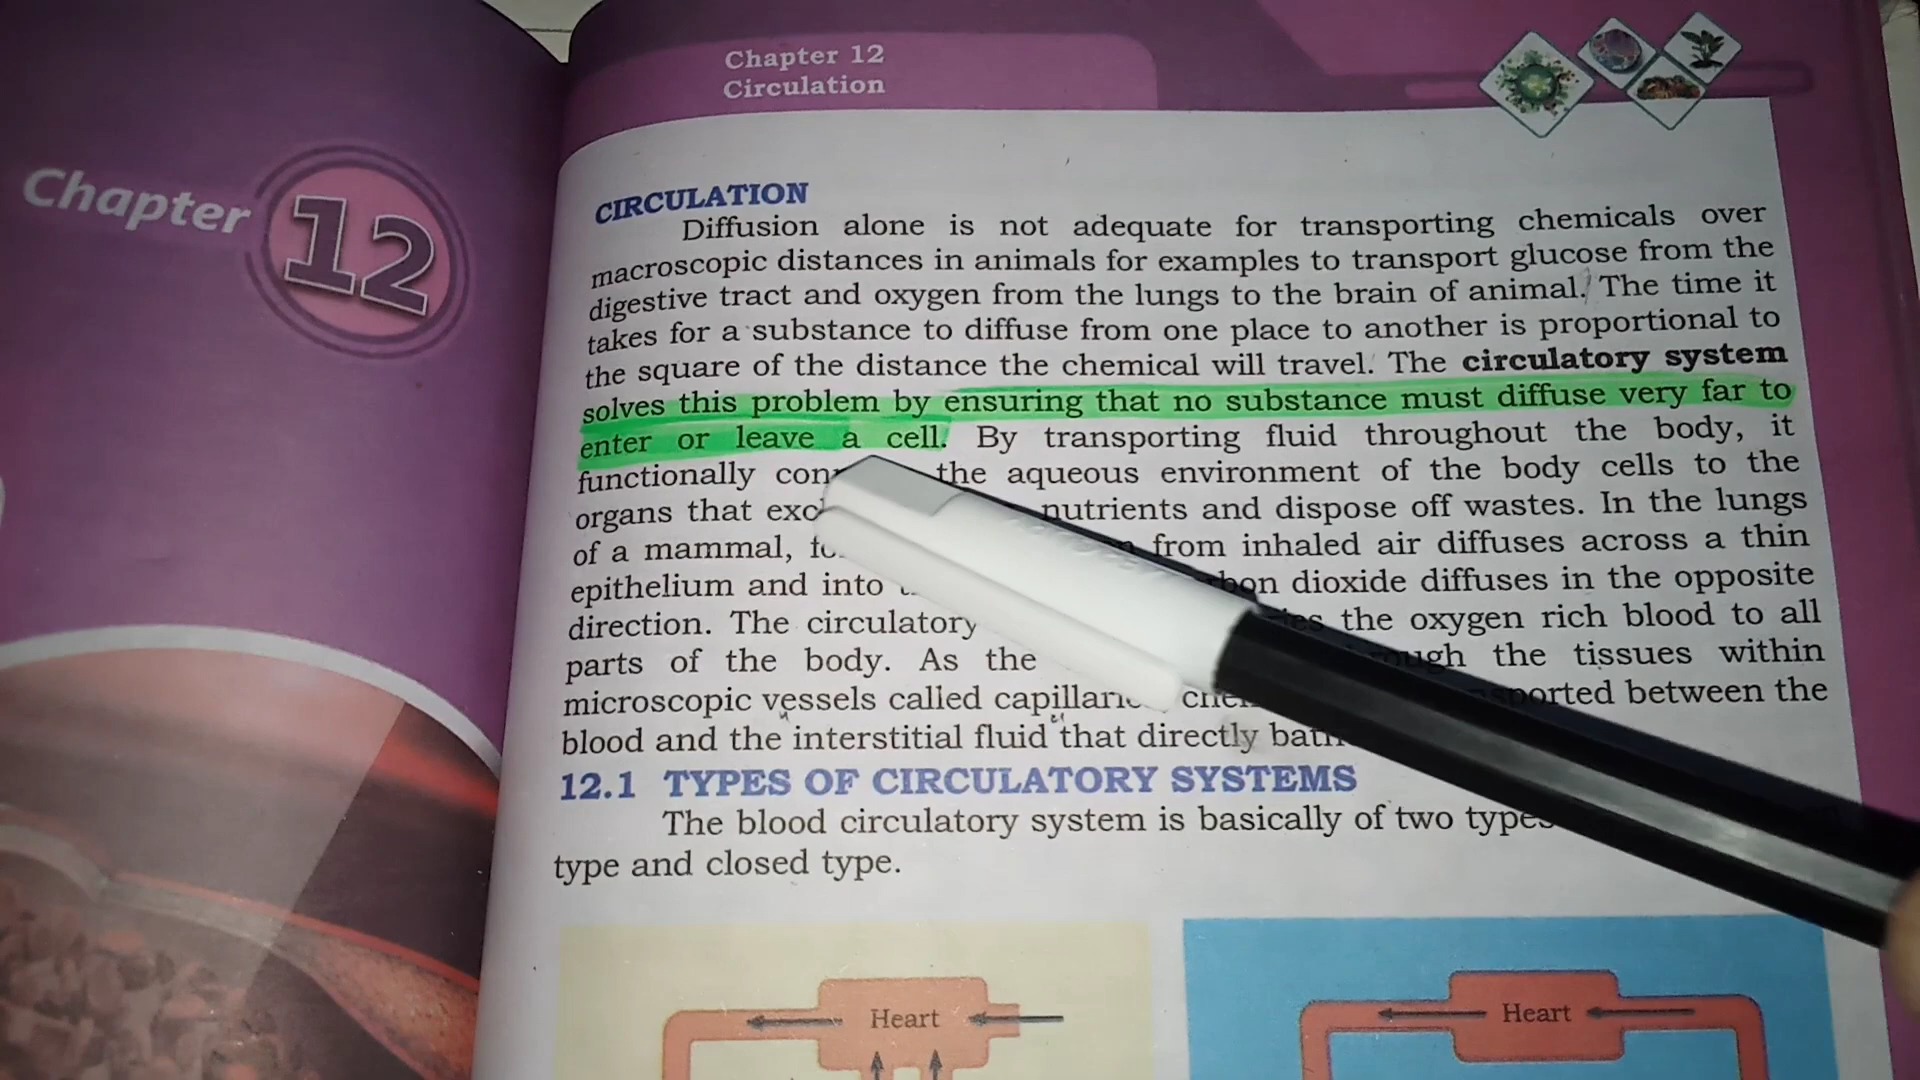 Chapter 12
Chapter 12
Circulation
CIRCULATION
Diffusion alone is not adequate for transporting chemicals over
macroscopic distances in animals for examples to transport glucose from the
digestive tract and oxygen from the lungs to the brain of animal. The time it
takes for a substance to diffuse from one place to another is proportional to
the square of the distance the chemical will travel. The circulatory system
solves this problem by ensuring that no substance must diffuse very far to
enter or leave a cell. By transporting fluid throughout the body, it
functionally the aqueous environment of the body cells to the
organs that nutrients and dispose off wastes. In the lungs
of a mammal, from inhaled air diffuses across a thin
epithelium and into dioxide diffuses in the opposite
direction. The circulatory the oxygen rich blood to all
parts of the body. As the the tissues within
microscopic vessels called between the
blood and the interstitial fluid that directly
12.1 TYPES OF CIRCULATORY SYSTEMS
The blood circulatory system is basically of two
type and closed type.
Heart
Heart